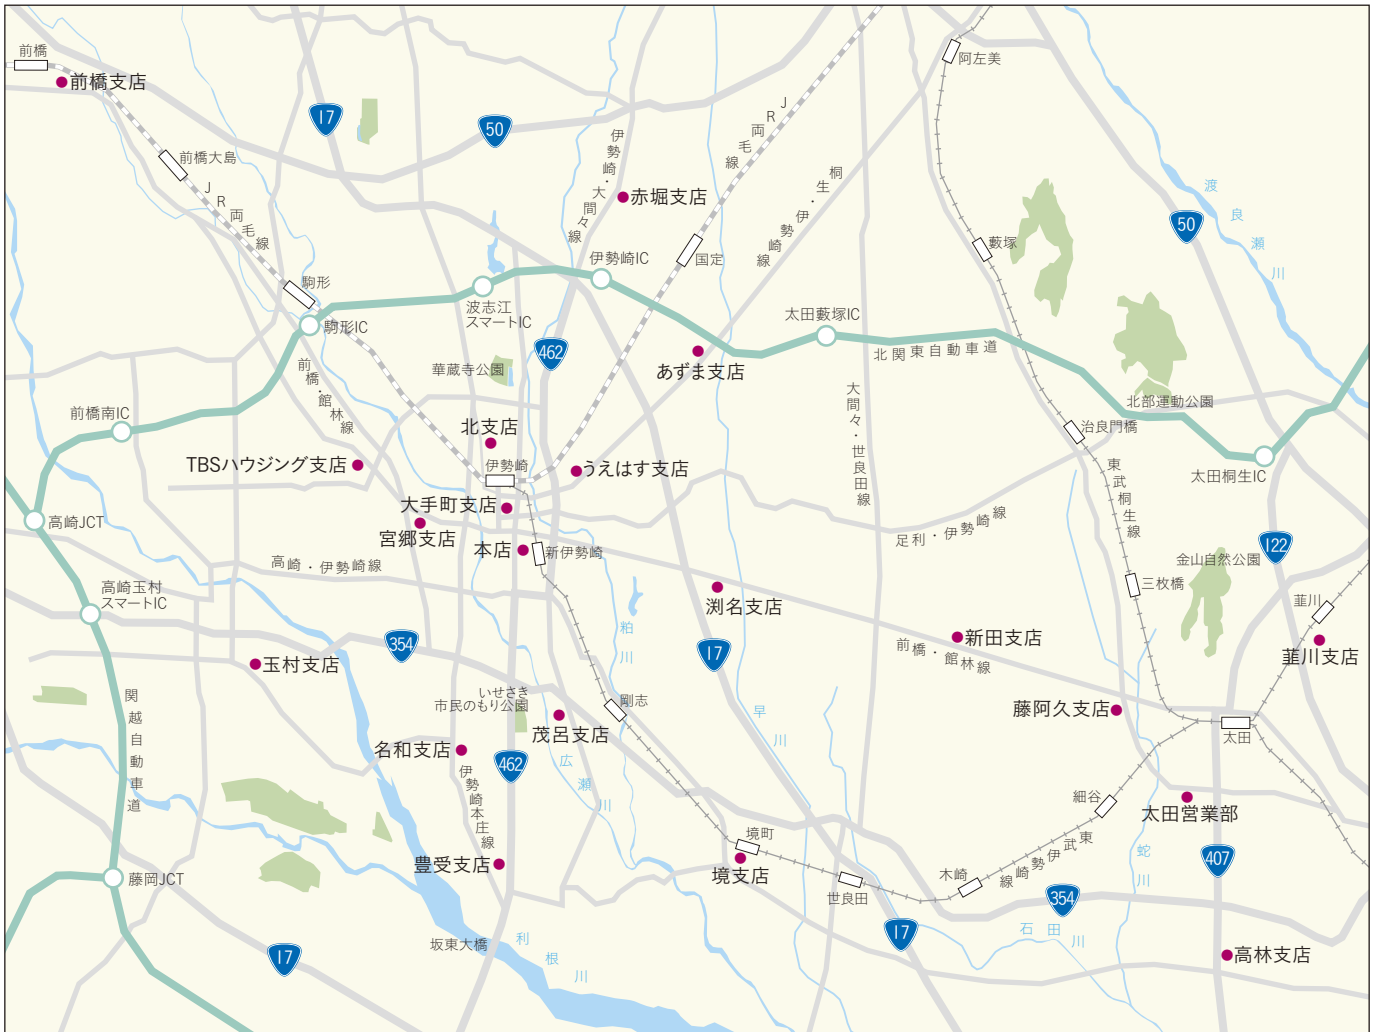 前橋
前橋支店
17
50
前橋大島
JR両毛線
伊勢崎・大間々線
赤堀支店
JR両毛線
桐生・伊勢崎線
阿左美
渡良瀬川
50
藪塚
国定
伊勢崎IC
駒形
駒形IC
波志江
スマートIC
太田藪塚IC
北関東自動車道
462
華蔵寺公園
あずま支店
前橋・館林線
大間々・世良田線
北部運動公園
前橋南IC
治良門橋
北支店
TBSハウジング支店
伊勢崎
うえはす支店
東武桐生線
太田桐生IC
大手町支店
宮郷支店
高崎JCT
本店
新伊勢崎
足利・伊勢崎線
122
金山自然公園
高崎・伊勢崎線
高崎玉村
スマートIC
三枚橋
渕名支店
韮川
粕川
354
17
新田支店
前橋・館林線
韮川支店
玉村支店
関越自動車道
いせさき
市民のもり公園
剛志
早川
藤阿久支店
茂呂支店
太田
名和支店
462
広瀬川
伊勢崎本庄線
細谷
太田営業部
境町
豊受支店
境支店
東武伊勢崎線
蛇川
407
藤岡JCT
世良田
木崎
354
石田川
17
坂東大橋
利根川
17
高林支店